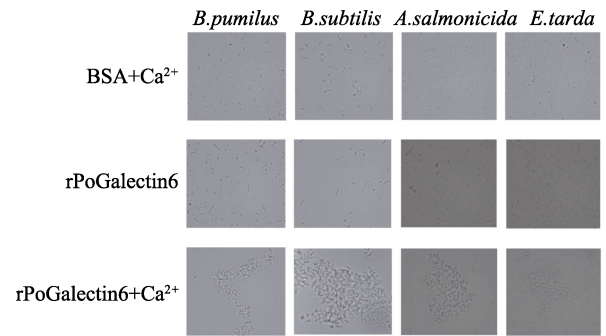 B.pumilus B.subtilis A.salmonicida E.tarda
BSA+Ca²⁺
rPoGalectin6
rPoGalectin6+Ca²⁺